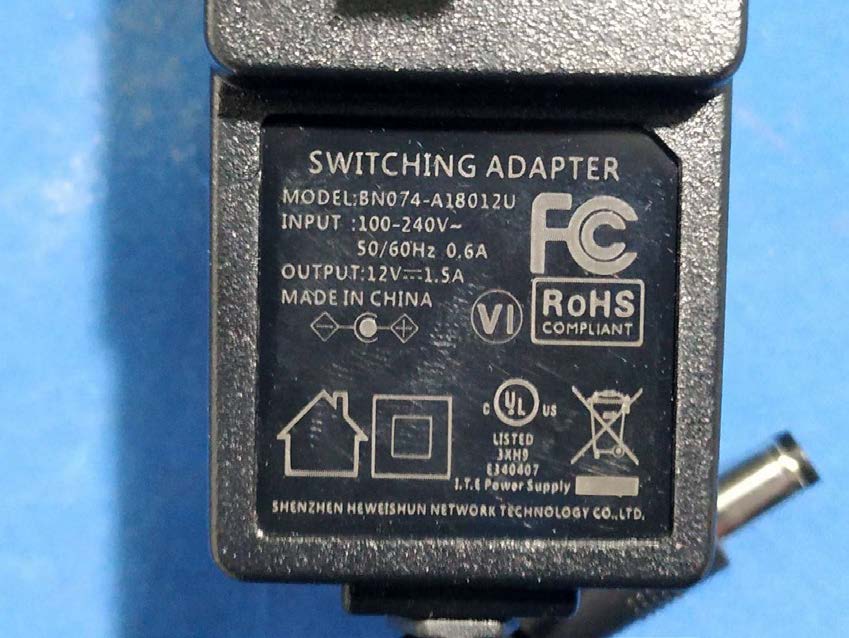 SWITCHING ADAPTER
MODEL:BN074-A18012U
INPUT :100-240V~
50/60Hz 0.6A
OUTPUT:12V⎓1.5A
MADE IN CHINA
FC
VI
RoHS
COMPLIANT
c UL us
LISTED
3XH9
E340407
I.T.E Power Supply
SHENZHEN HEWEISHUN NETWORK TECHNOLOGY CO.,LTD.